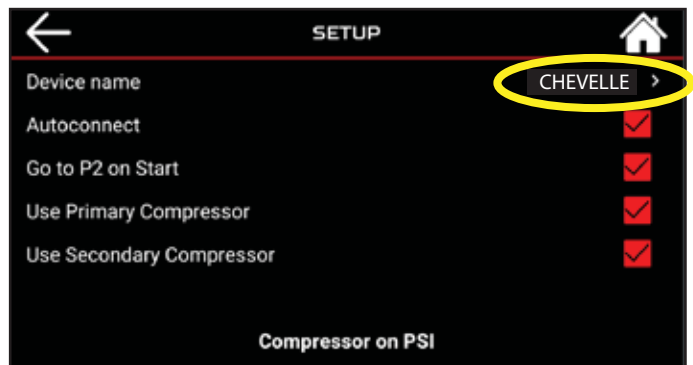 SETUP
Device name CHEVELLE >
Autoconnect
Go to P2 on Start
Use Primary Compressor
Use Secondary Compressor
Compressor on PSI